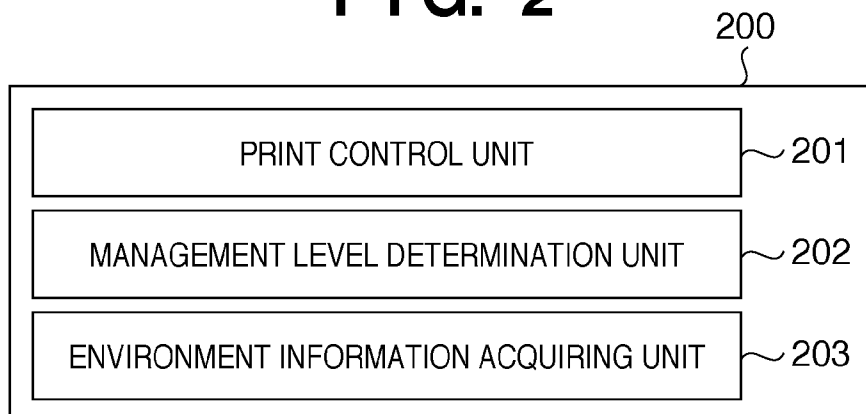 FIG. 2
200
PRINT CONTROL UNIT 201
MANAGEMENT LEVEL DETERMINATION UNIT 202
ENVIRONMENT INFORMATION ACQUIRING UNIT 203